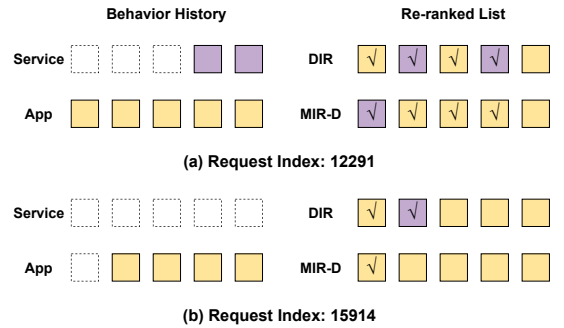 Behavior History Re-ranked List
Service DIR √ √ √ √
App MIR-D √ √ √ √
(a) Request Index: 12291
Service DIR √ √
App MIR-D √
(b) Request Index: 15914